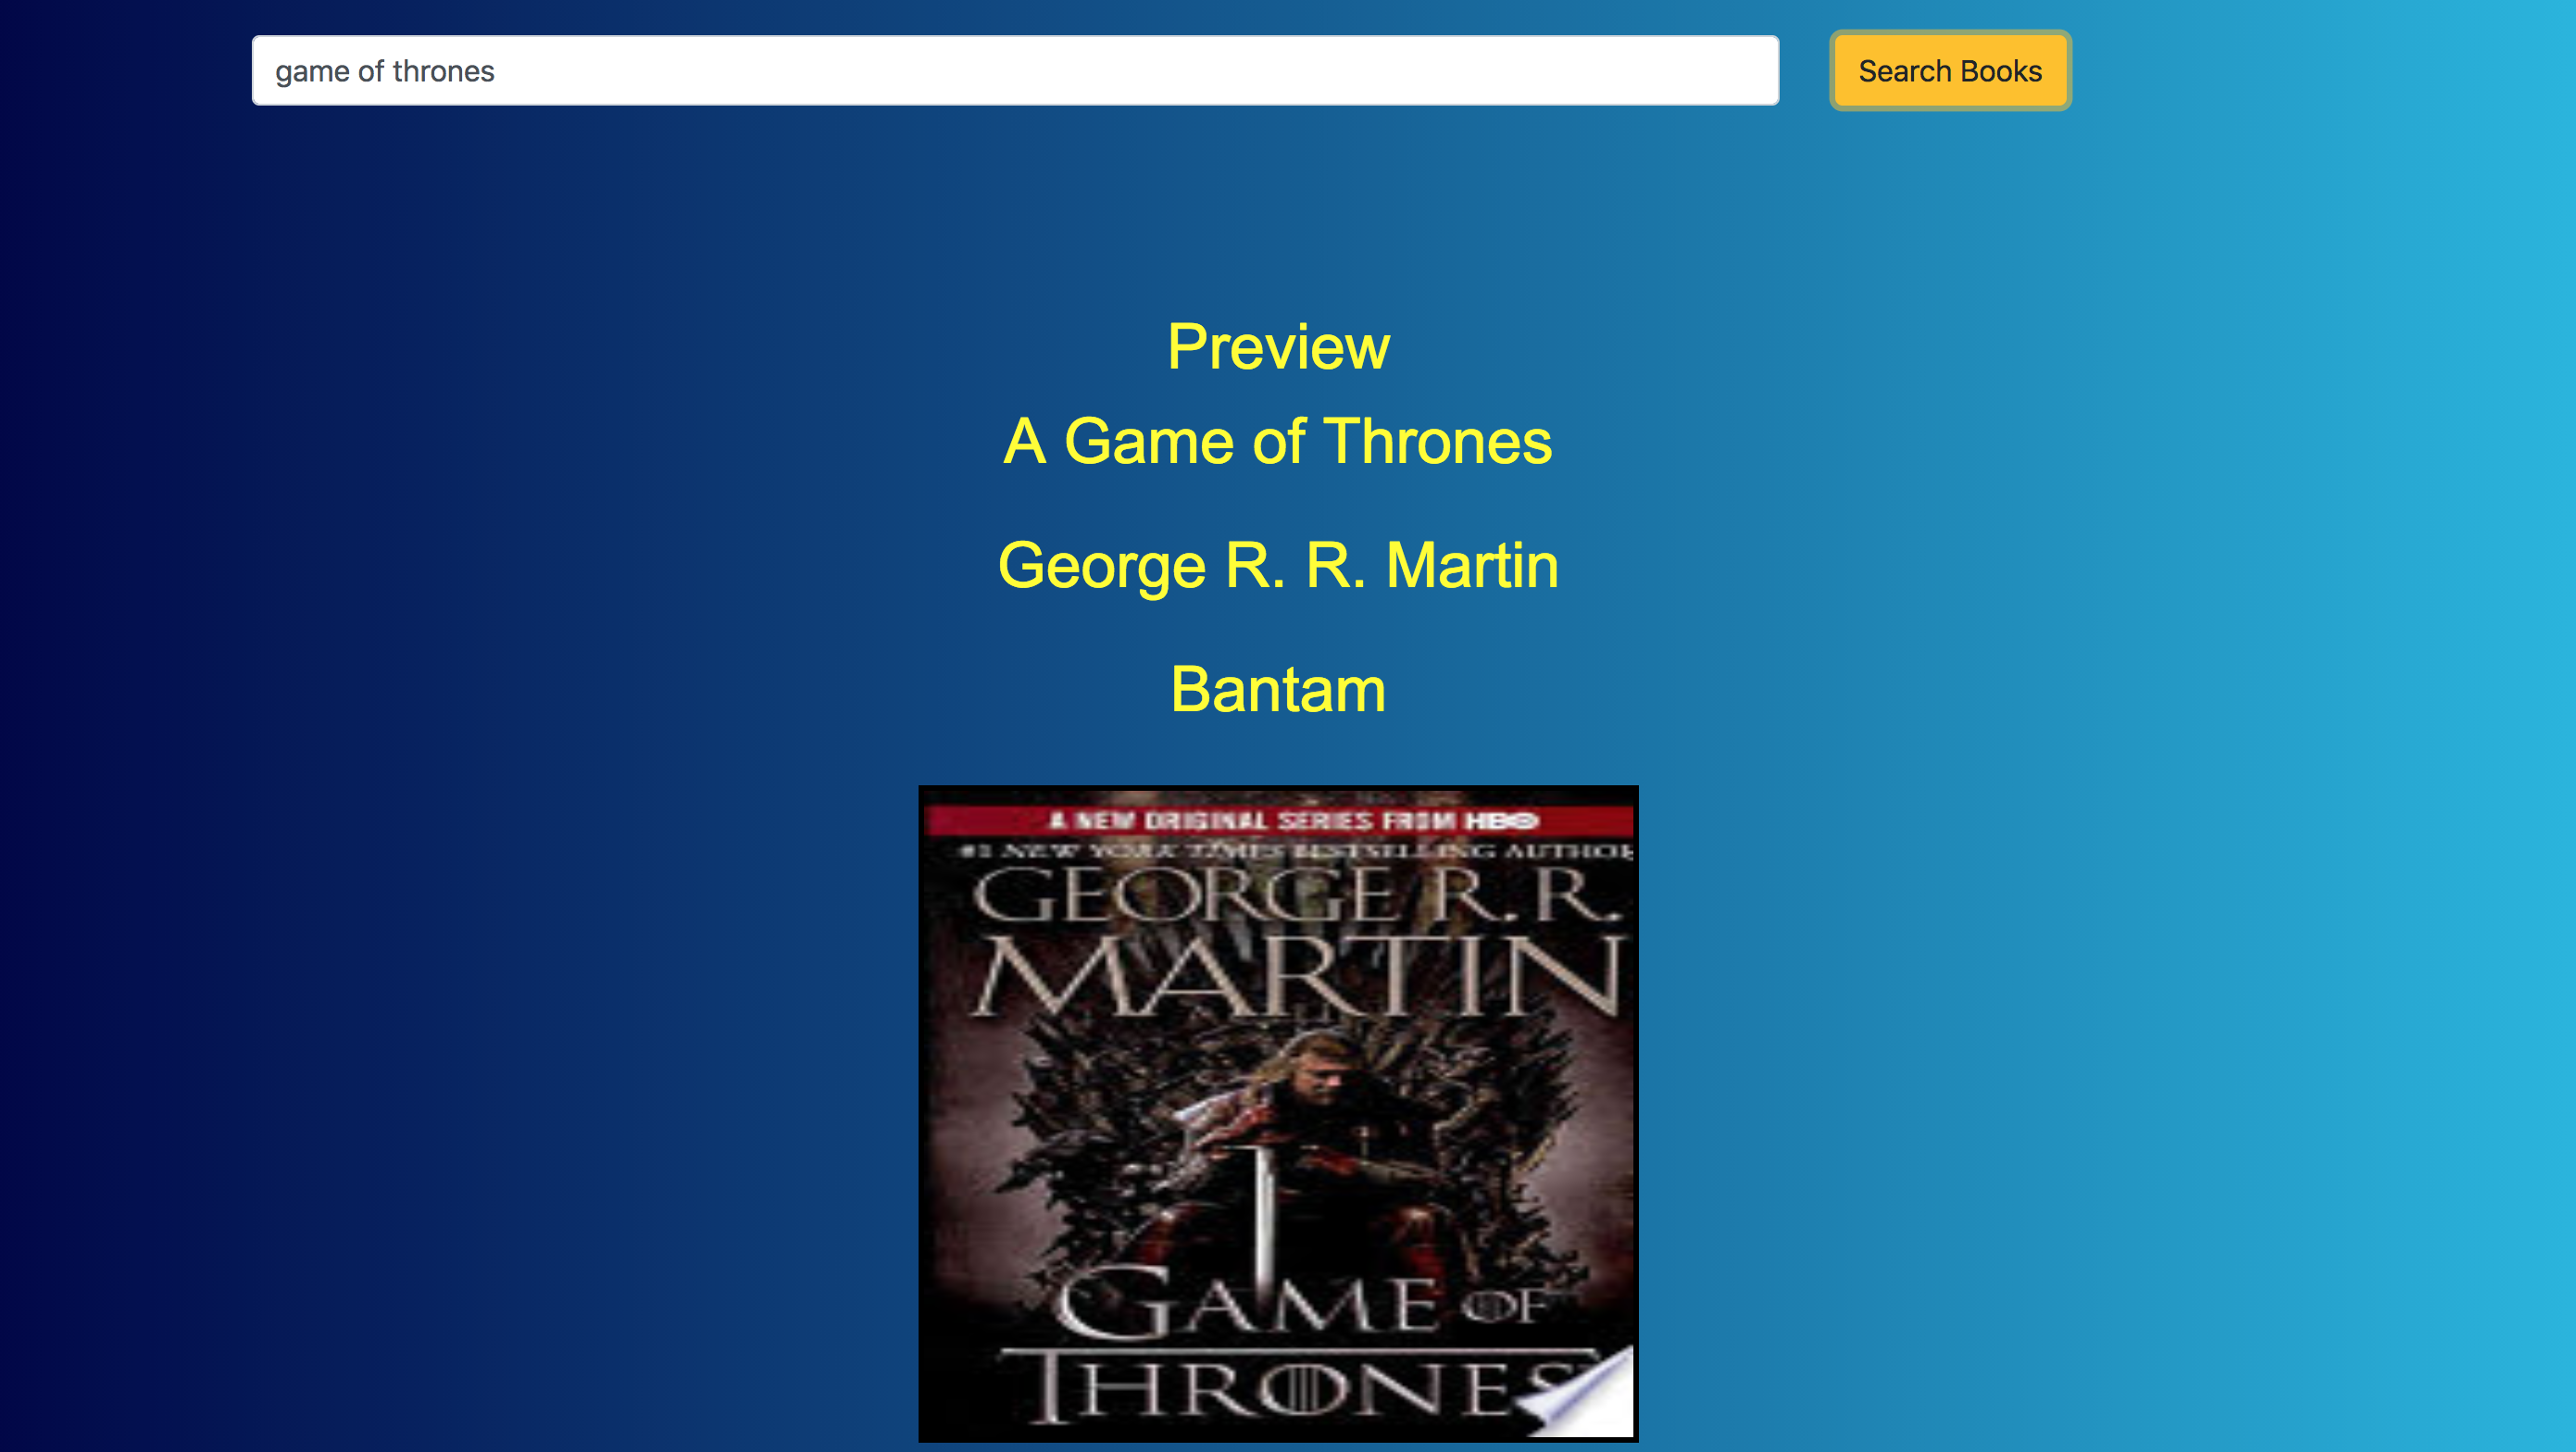 game of thrones
Search Books
Preview
A Game of Thrones
George R. R. Martin
Bantam
A NEW ORIGINAL SERIES FROM HBO
#1 NEW YORK TIMES BESTSELLING AUTHOR
GEORGE R.R.
MARTIN
GAME OF
THRONES